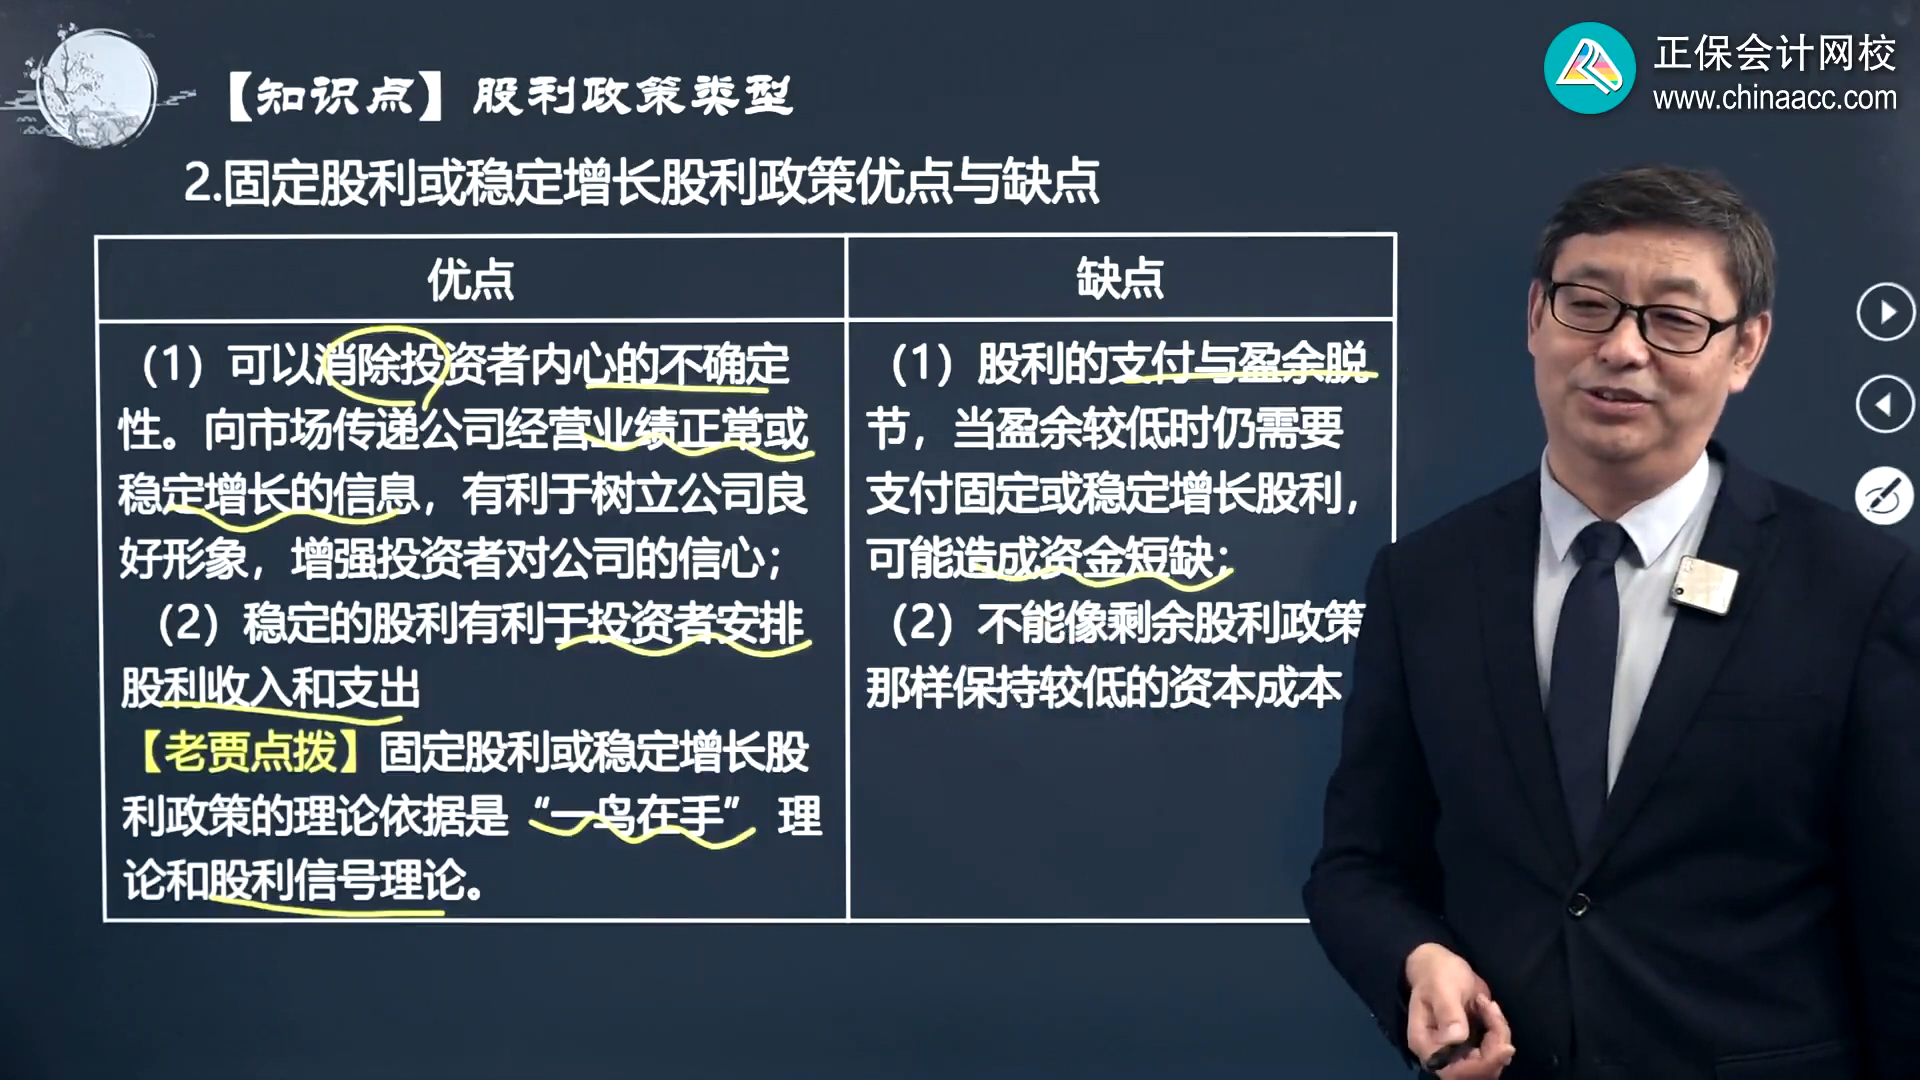 正保会计网校
www.chinaacc.com
【知识点】股利政策类型
2.固定股利或稳定增长股利政策优点与缺点
优点
（1）可以消除投资者内心的不确定
性。向市场传递公司经营业绩正常或
稳定增长的信息，有利于树立公司良
好形象，增强投资者对公司的信心；
（2）稳定的股利有利于投资者安排
股利收入和支出
【老贾点拨】固定股利或稳定增长股
利政策的理论依据是“一鸟在手”理
论和股利信号理论。
缺点
（1）股利的支付与盈余脱
节，当盈余较低时仍需要
支付固定或稳定增长股利，
可能造成资金短缺；
（2）不能像剩余股利政策
那样保持较低的资本成本